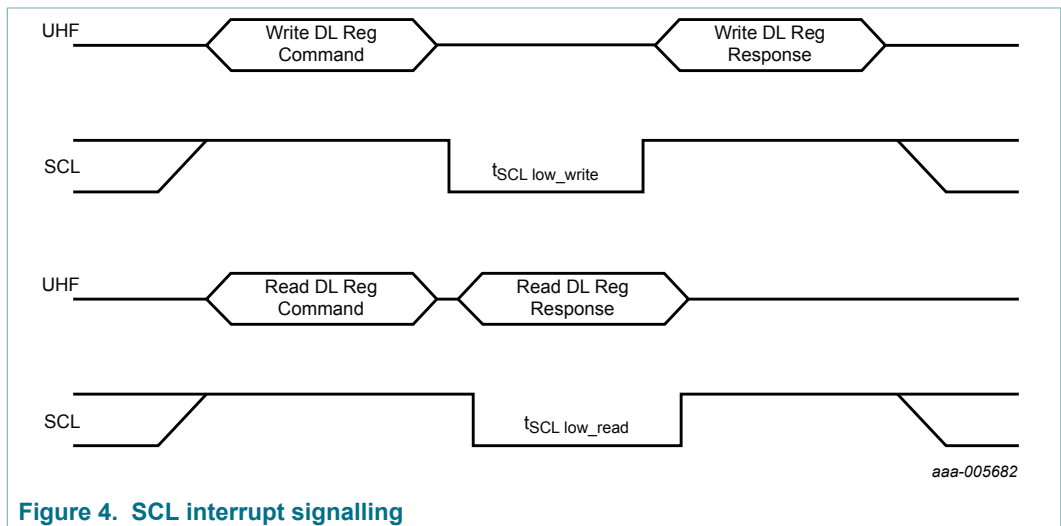 UHF
Write DL Reg
Command
Write DL Reg
Response
SCL
tSCL low_write
UHF
Read DL Reg
Command
Read DL Reg
Response
SCL
tSCL low_read
aaa-005682
Figure 4. SCL interrupt signalling